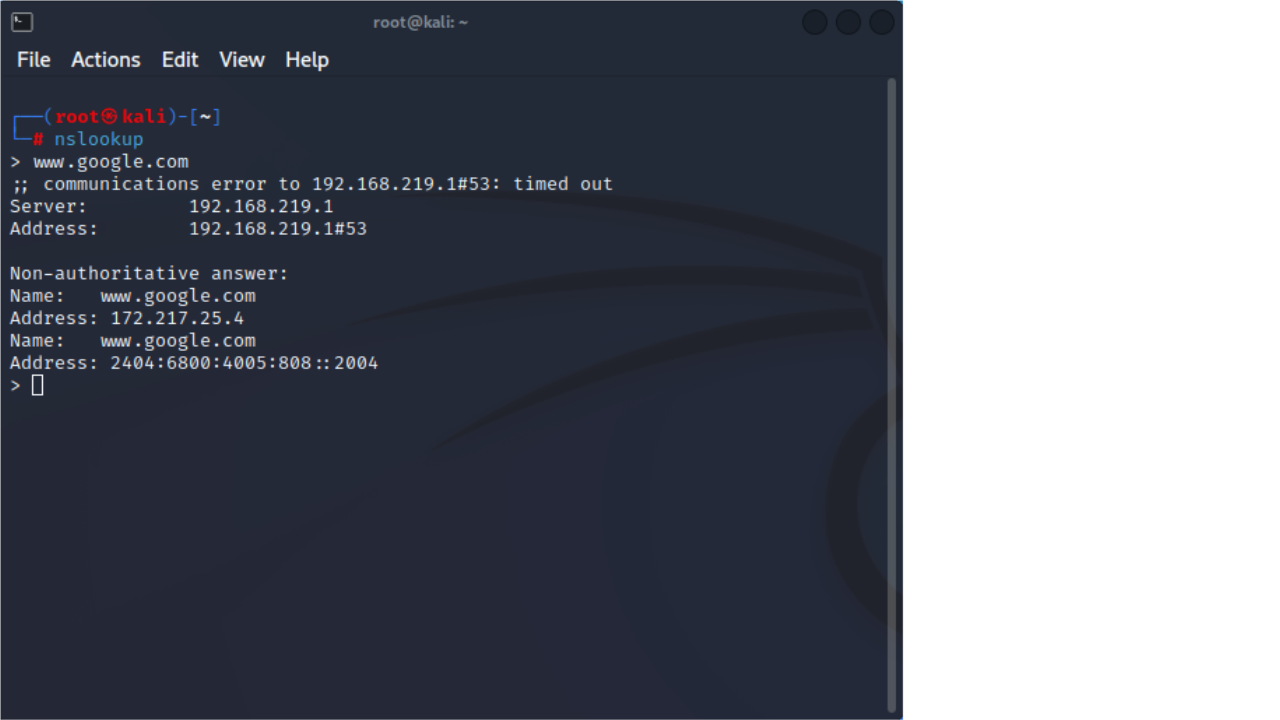 root@kali: ~
File Actions Edit View Help
┌──(root㉿kali)-[~]
└─# nslookup
> www.google.com
;; communications error to 192.168.219.1#53: timed out
Server: 192.168.219.1
Address: 192.168.219.1#53
Non-authoritative answer:
Name: www.google.com
Address: 172.217.25.4
Name: www.google.com
Address: 2404:6800:4005:808::2004
>